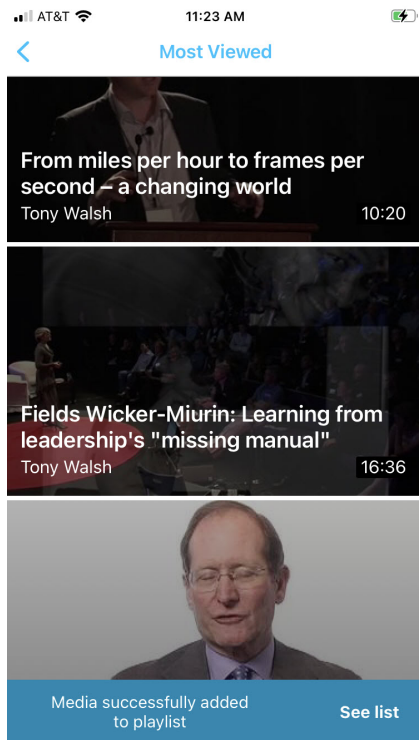 AT&T
11:23 AM
Most Viewed
From miles per hour to frames per
second – a changing world
Tony Walsh
10:20
Fields Wicker-Miurin: Learning from
leadership's "missing manual"
Tony Walsh
16:36
Media successfully added
to playlist
See list